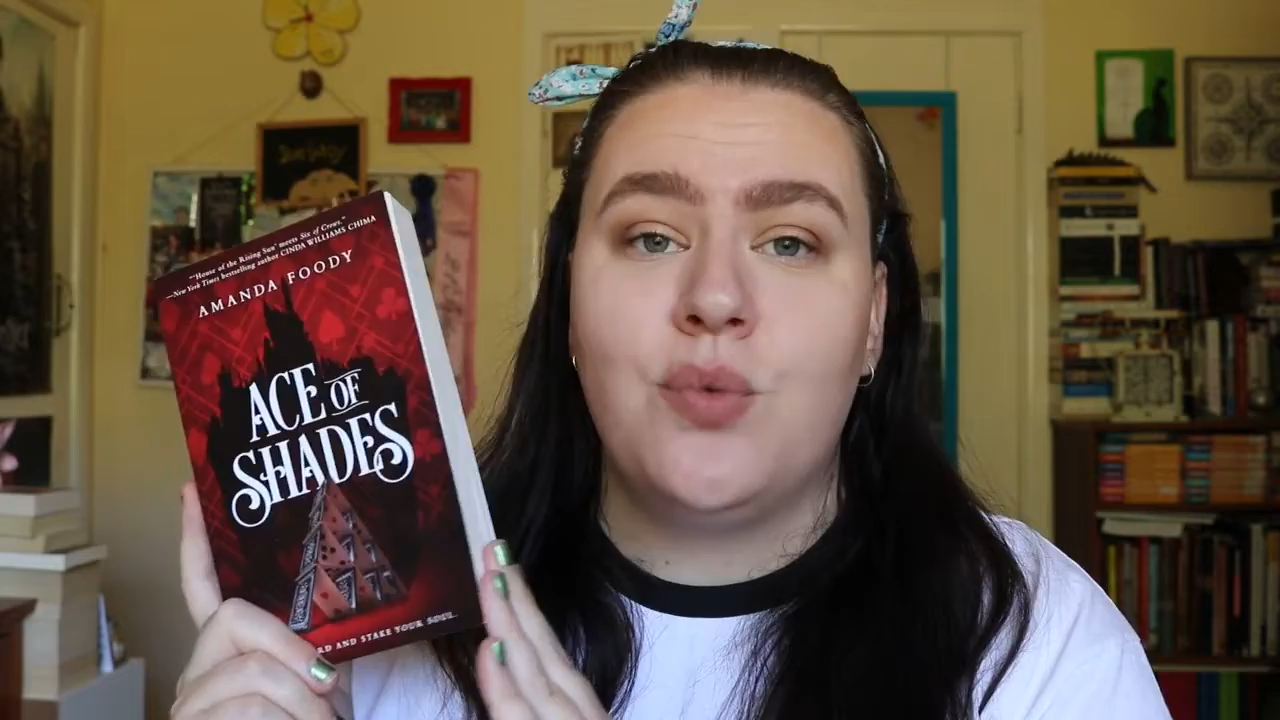 "'House of the Rising Sun' meets Six of Crows."
—New York Times bestselling author CINDA WILLIAMS CHIMA
AMANDA FOODY
ACE OF
SHADES
AND STAKE YOUR SOUL.